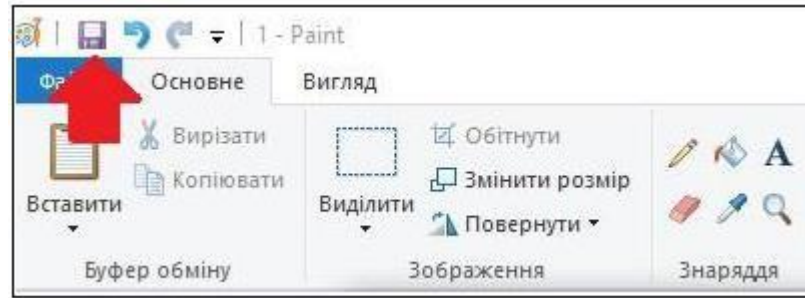 1 - Paint
Основне Вигляд
Вирізати
Копіювати
Вставити
Буфер обміну
Виділити
Обітнути
Змінити розмір
Повернути
Зображення
A
Знаряддя